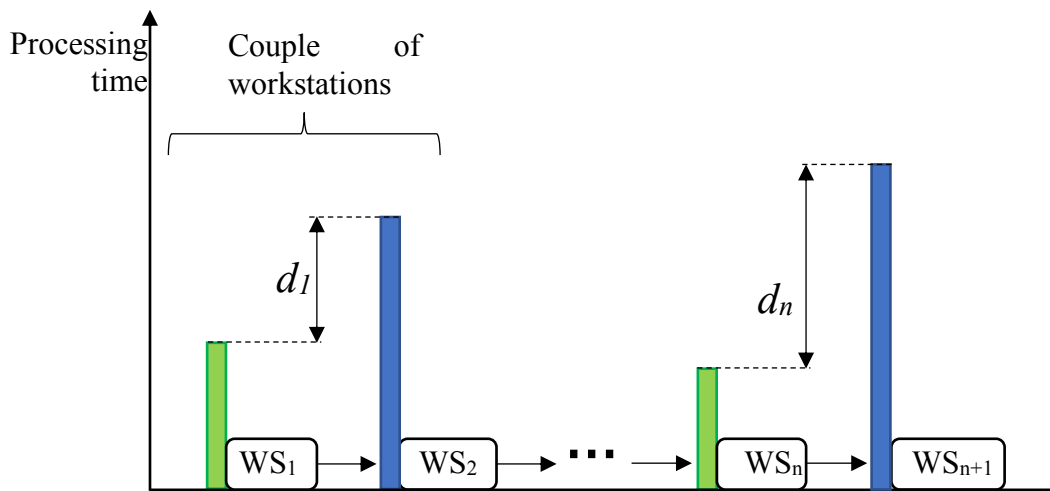 Processing
time
Couple of
workstations
d1
dn
WS1
WS2
...
WSn
WSn+1